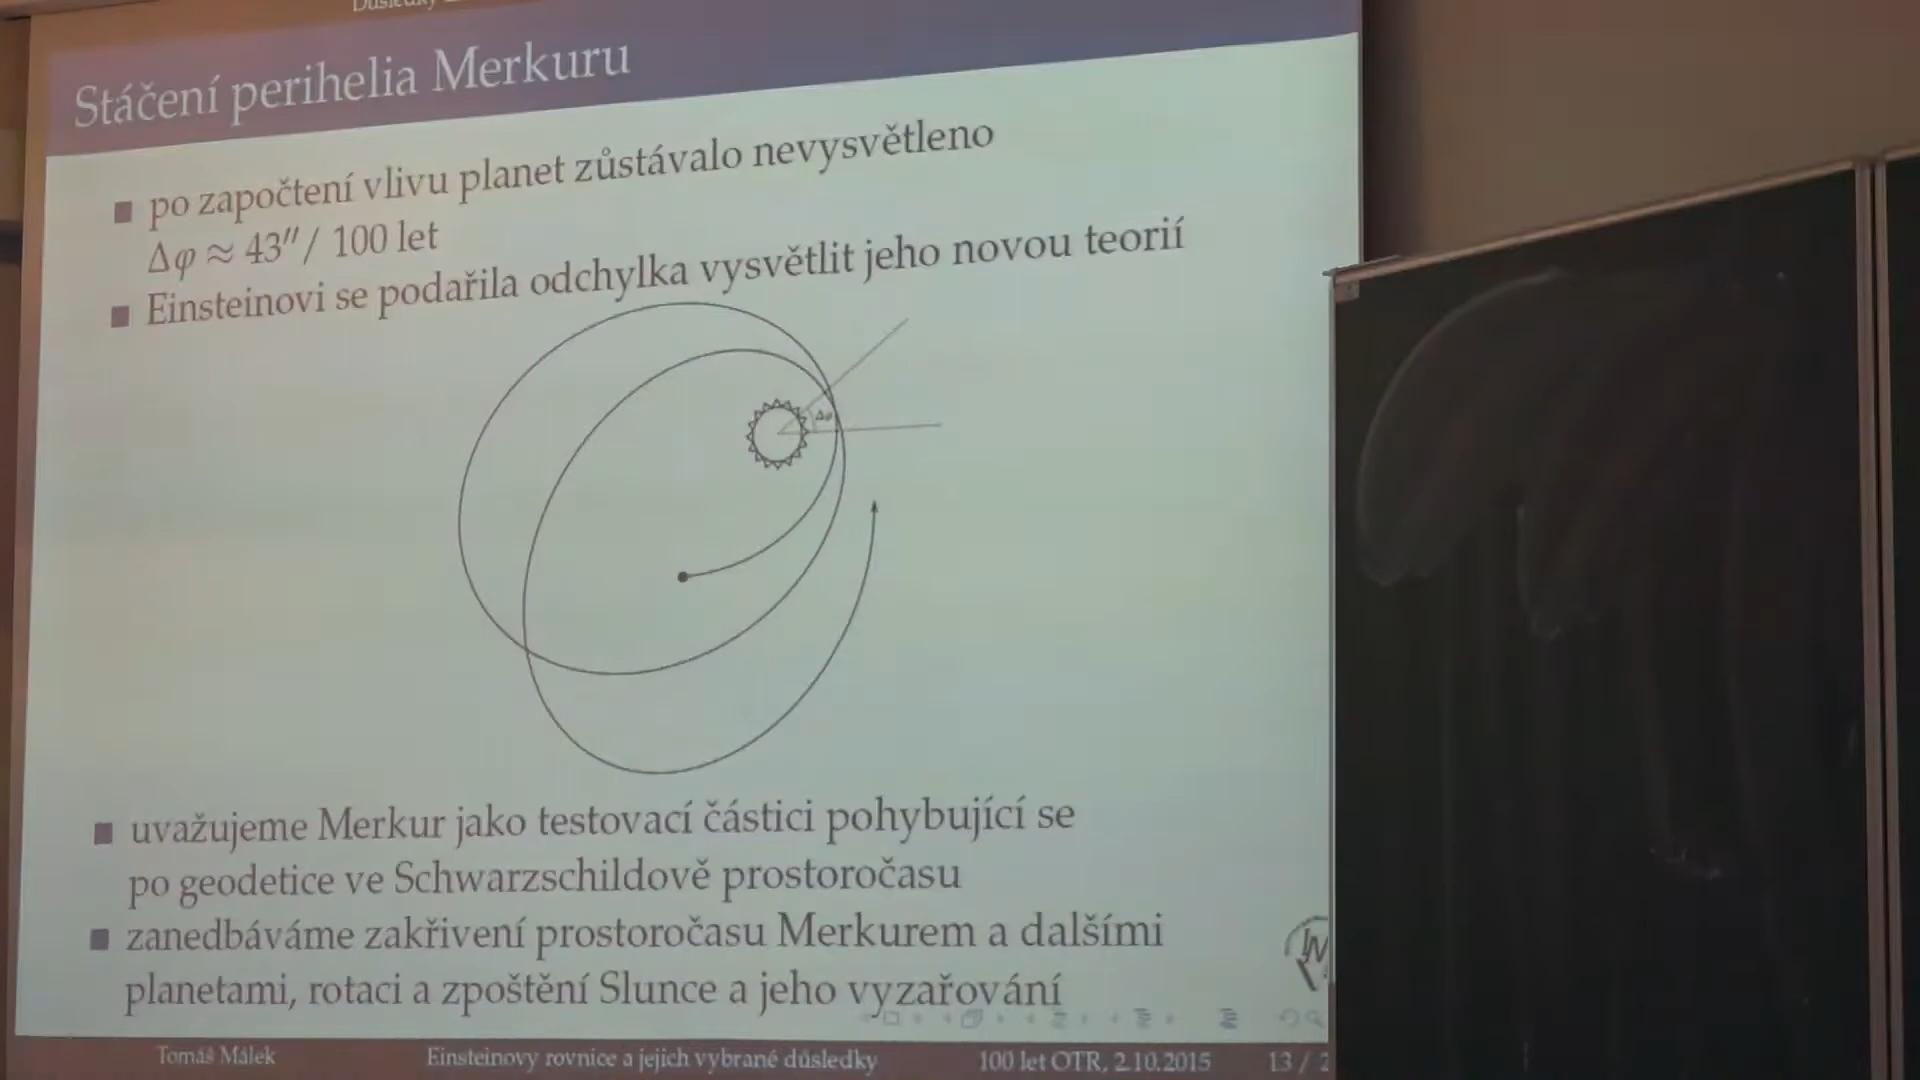 Důsledky
Stáčení perihelia Merkuru
po započtení vlivu planet zůstávalo nevysvětleno
Δφ ≈ 43″/ 100 let
Einsteinovi se podařila odchylka vysvětlit jeho novou teorií
Δφ
uvažujeme Merkur jako testovací částici pohybující se
po geodetice ve Schwarzschildově prostoročasu
zanedbáváme zakřivení prostoročasu Merkurem a dalšími
planetami, rotaci a zpoštění Slunce a jeho vyzařování
Tomáš Málek Einsteinovy rovnice a jejich vybrané důsledky 100 let OTR, 2.10.2015 13 / 2